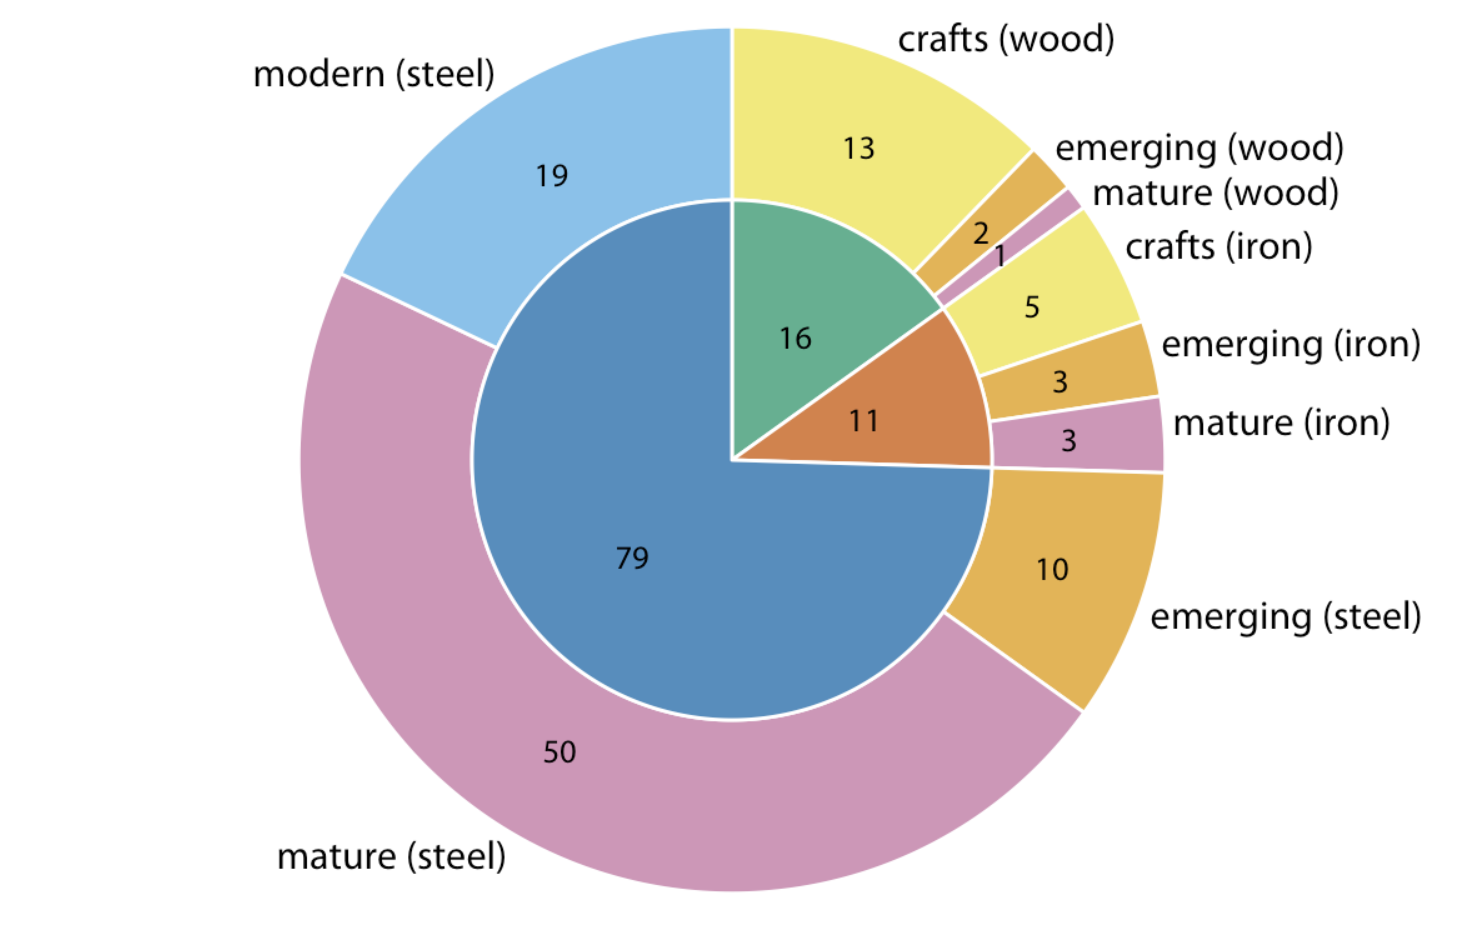 crafts (wood)
modern (steel)
13
emerging (wood)
19
mature (wood)
2
crafts (iron)
1
5
16
emerging (iron)
3
11
mature (iron)
3
79
10
emerging (steel)
50
mature (steel)